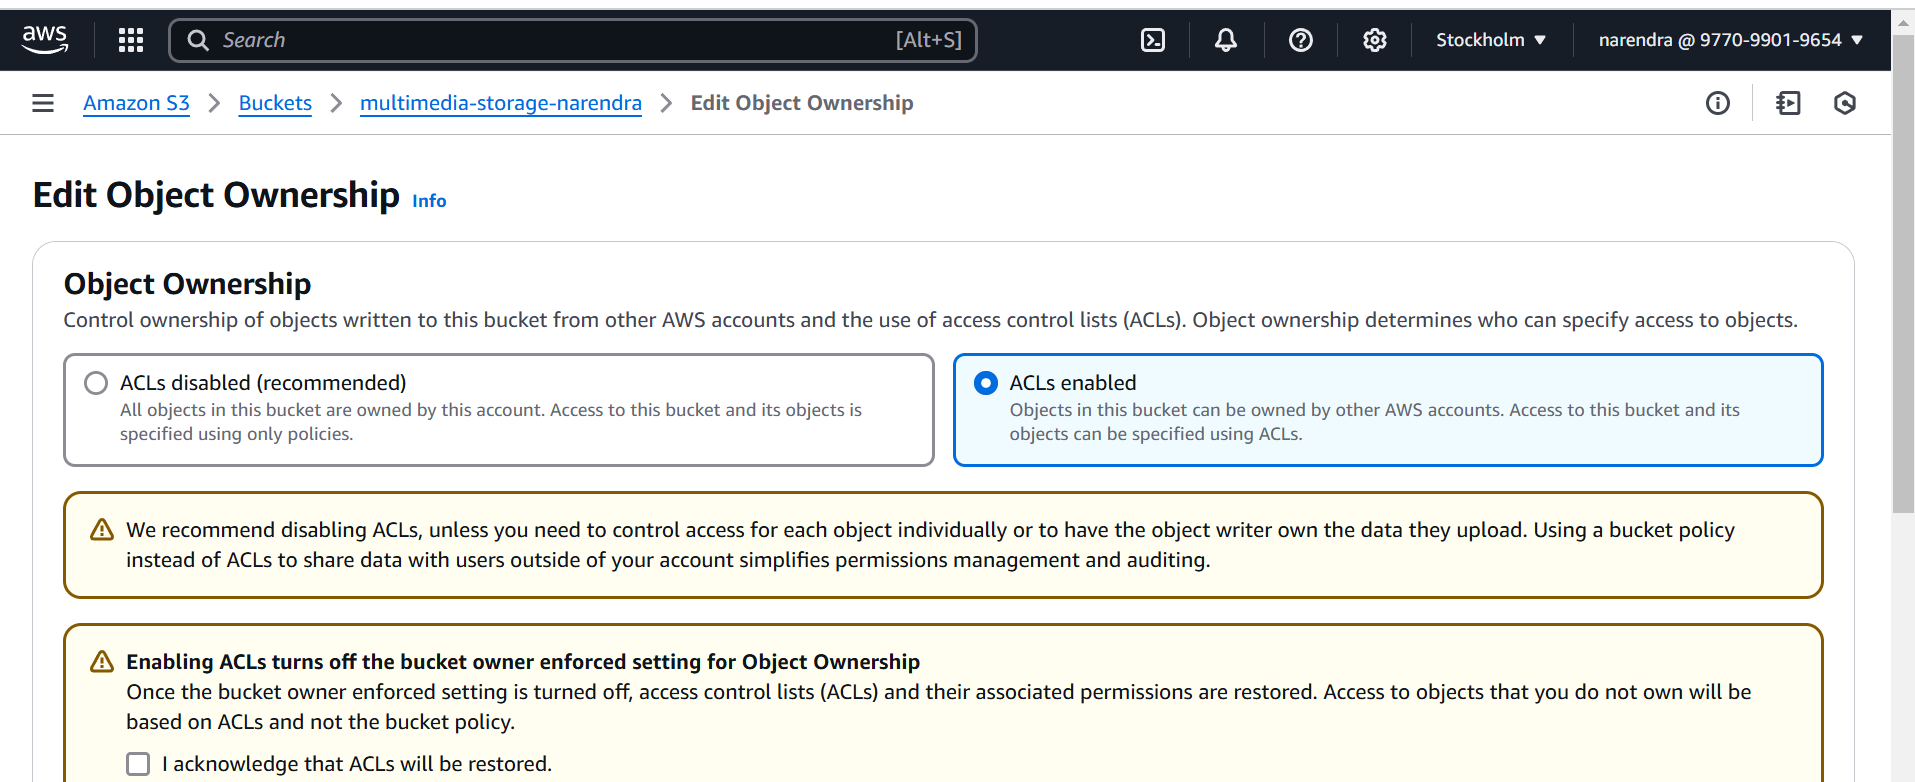 aws
Search [Alt+S]
Stockholm
narendra @ 9770-9901-9654
Amazon S3 Buckets multimedia-storage-narendra Edit Object Ownership
Edit Object Ownership Info
Object Ownership
Control ownership of objects written to this bucket from other AWS accounts and the use of access control lists (ACLs). Object ownership determines who can specify access to objects.
ACLs disabled (recommended)
All objects in this bucket are owned by this account. Access to this bucket and its objects is
specified using only policies.
ACLs enabled
Objects in this bucket can be owned by other AWS accounts. Access to this bucket and its
objects can be specified using ACLs.
We recommend disabling ACLs, unless you need to control access for each object individually or to have the object writer own the data they upload. Using a bucket policy
instead of ACLs to share data with users outside of your account simplifies permissions management and auditing.
Enabling ACLs turns off the bucket owner enforced setting for Object Ownership
Once the bucket owner enforced setting is turned off, access control lists (ACLs) and their associated permissions are restored. Access to objects that you do not own will be
based on ACLs and not the bucket policy.
I acknowledge that ACLs will be restored.